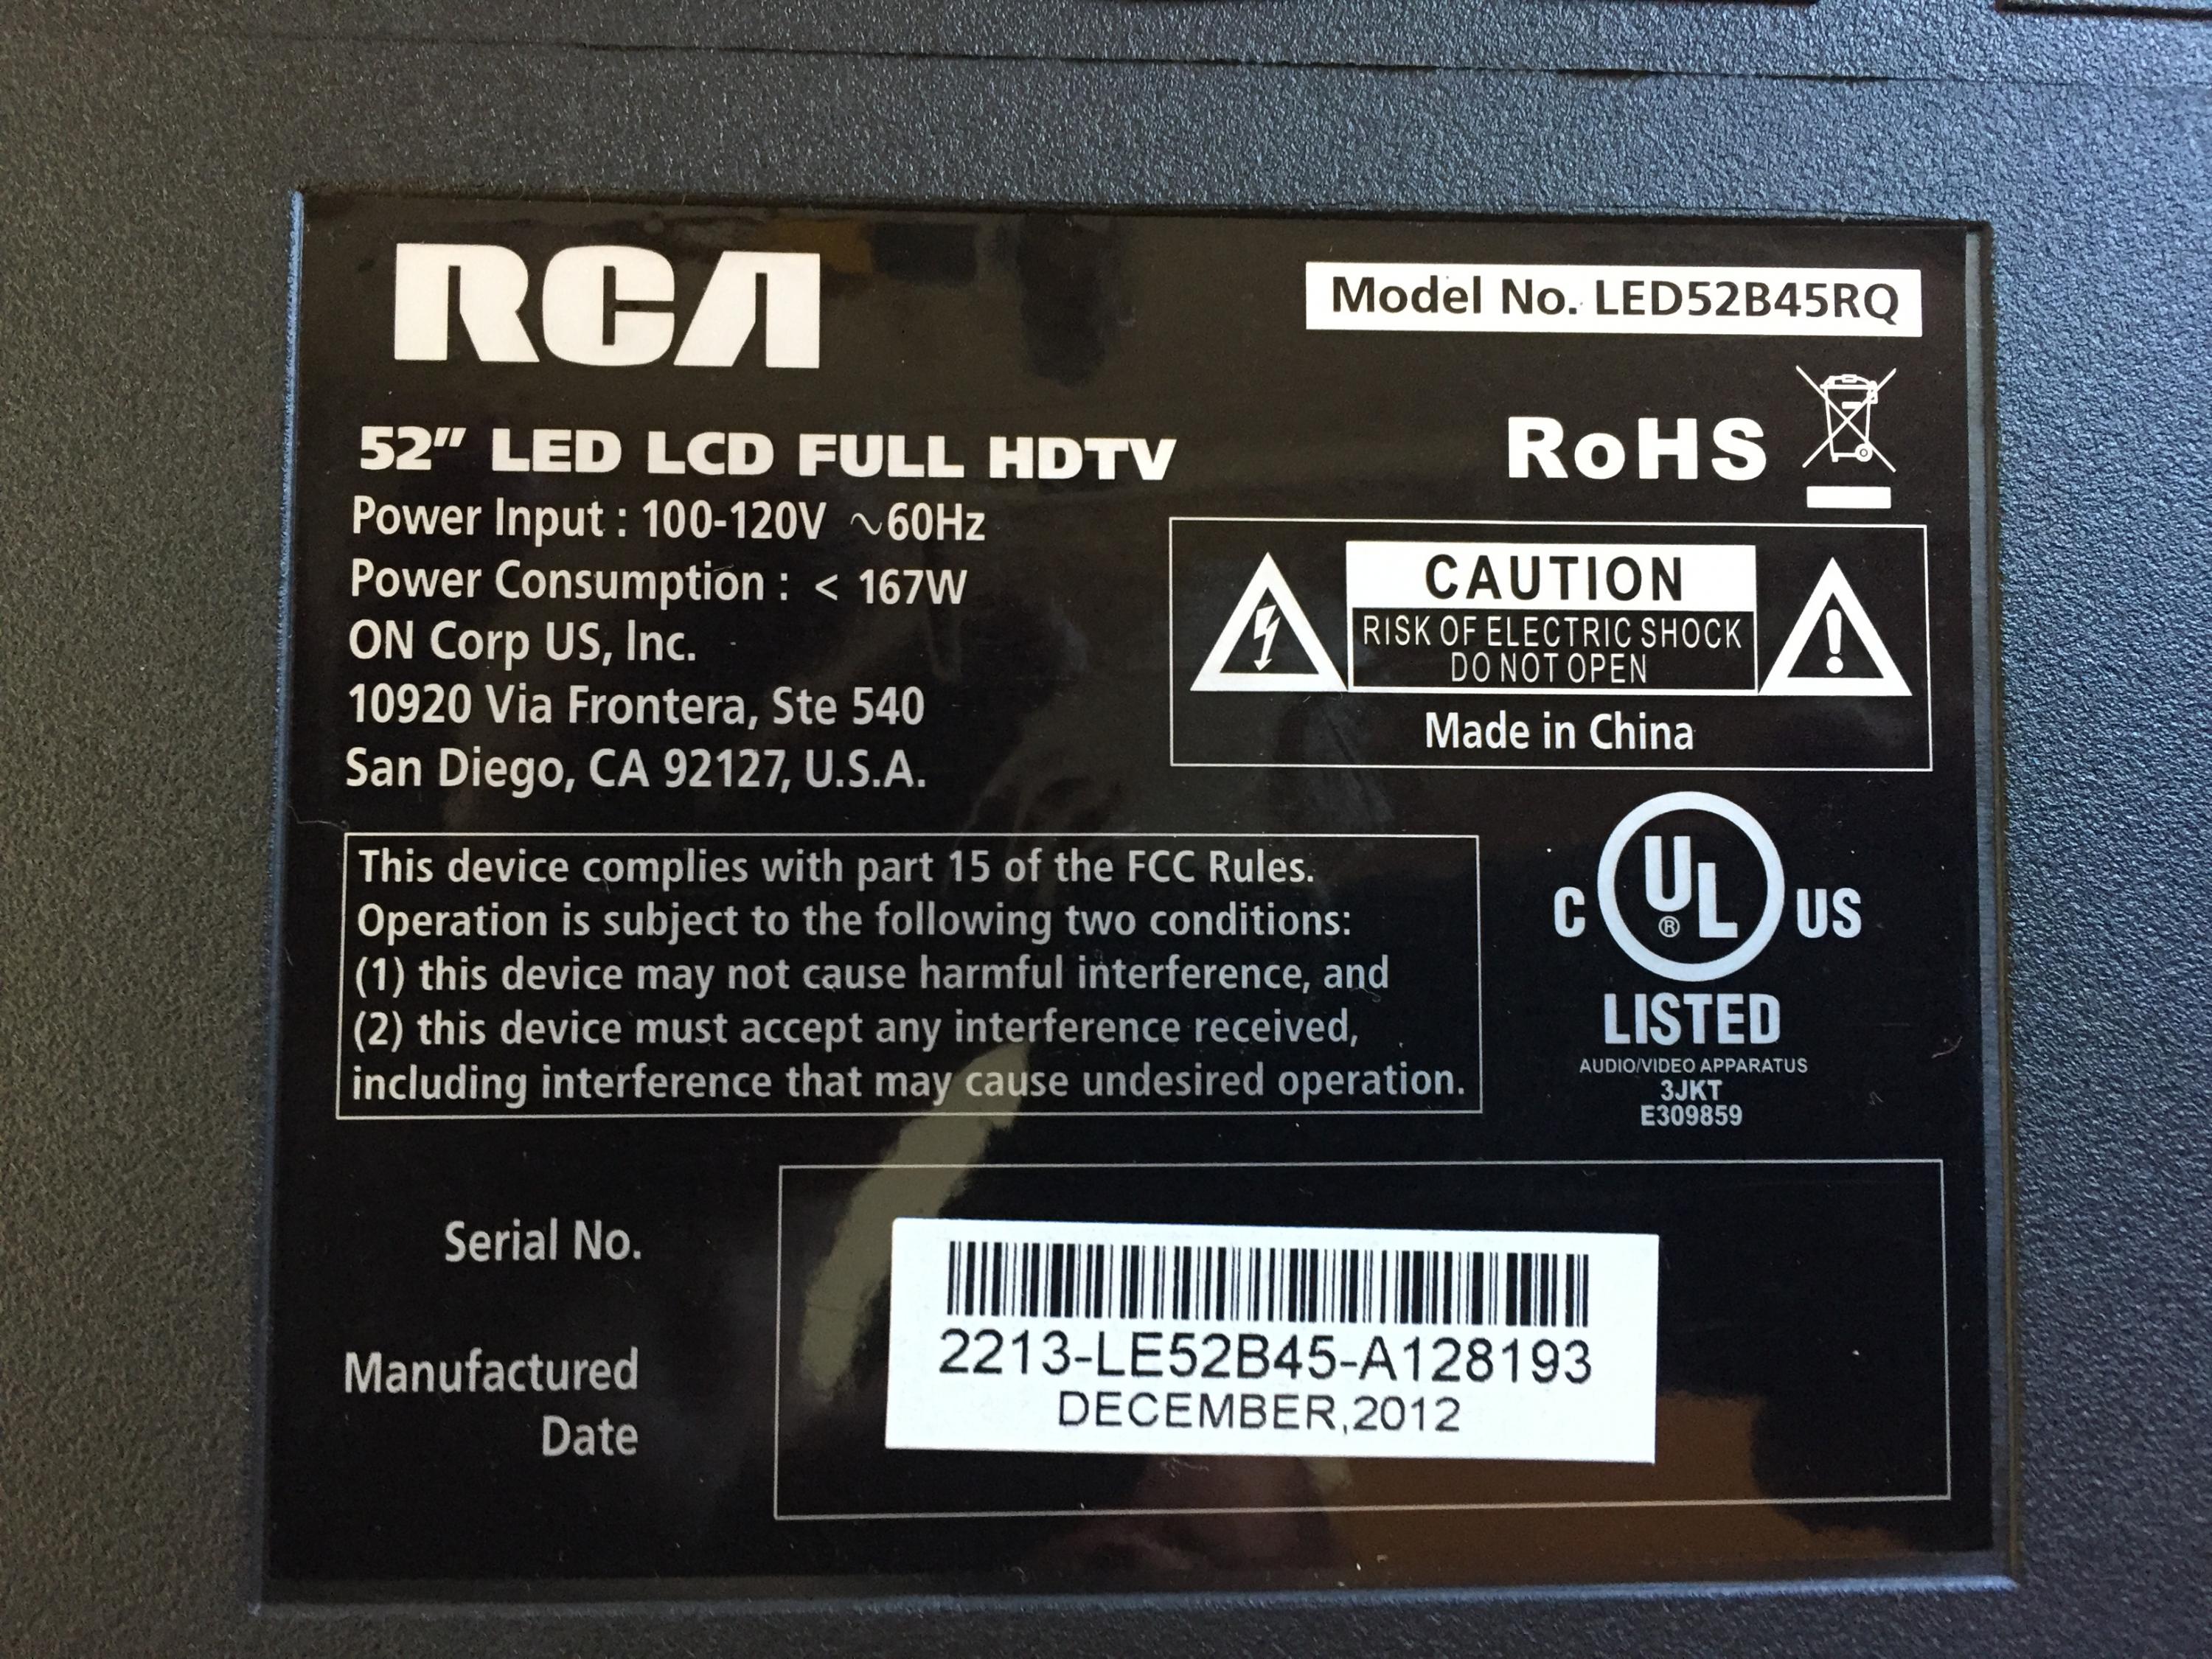 RCA
Model No. LED52B45RQ
52" LED LCD FULL HDTV
Power Input : 100-120V ~60Hz
Power Consumption : < 167W
ON Corp US, Inc.
10920 Via Frontera, Ste 540
San Diego, CA 92127, U.S.A.
RoHS
CAUTION
RISK OF ELECTRIC SHOCK
DO NOT OPEN
Made in China
This device complies with part 15 of the FCC Rules.
Operation is subject to the following two conditions:
(1) this device may not cause harmful interference, and
(2) this device must accept any interference received,
including interference that may cause undesired operation.
C UL® US
LISTED
AUDIO/VIDEO APPARATUS
3JKT
E309859
Serial No.
2213-LE52B45-A128193
Manufactured
Date
DECEMBER,2012